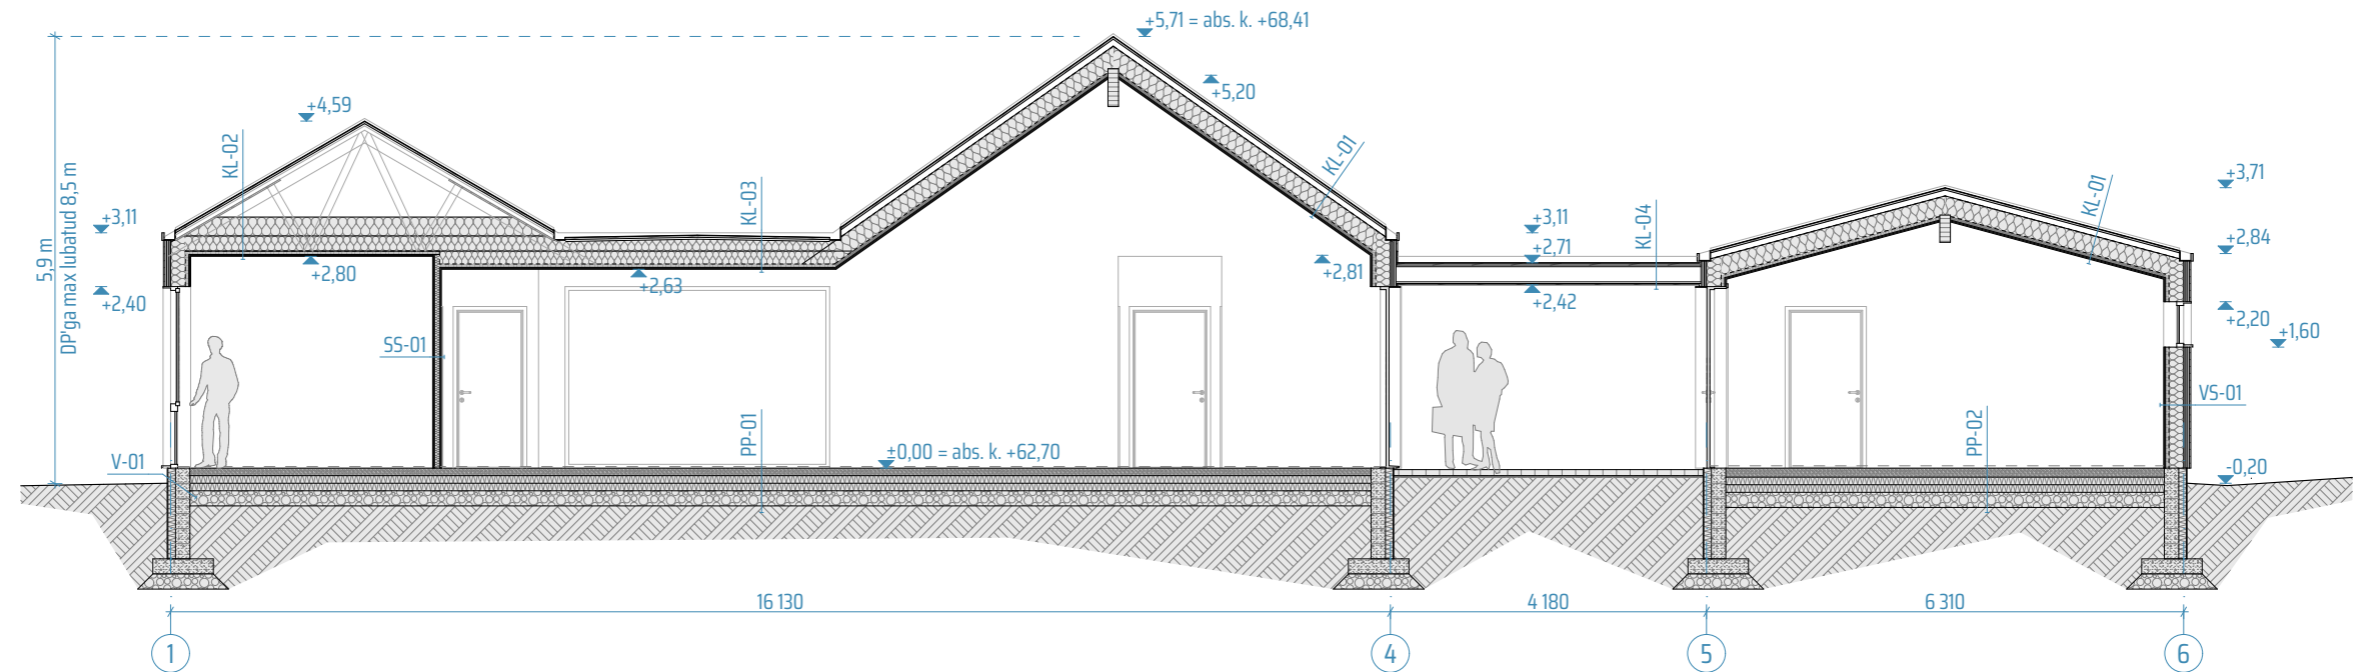 +5,71 = abs. k. +68,41
+5,20
+4,59
KL-02
KL-03
KL-01
KL-04
KL-01
5,9 m
DP'ga max lubatud 8,5 m
+3,11
+2,40
+2,80
+2,63
+2,81
+3,11
+2,71
+2,42
+3,71
+2,84
+2,20
+1,60
SS-01
VS-01
V-01
PP-01
±0,00 = abs. k. +62,70
PP-02
-0,20
16 130
4 180
6 310
1
4
5
6